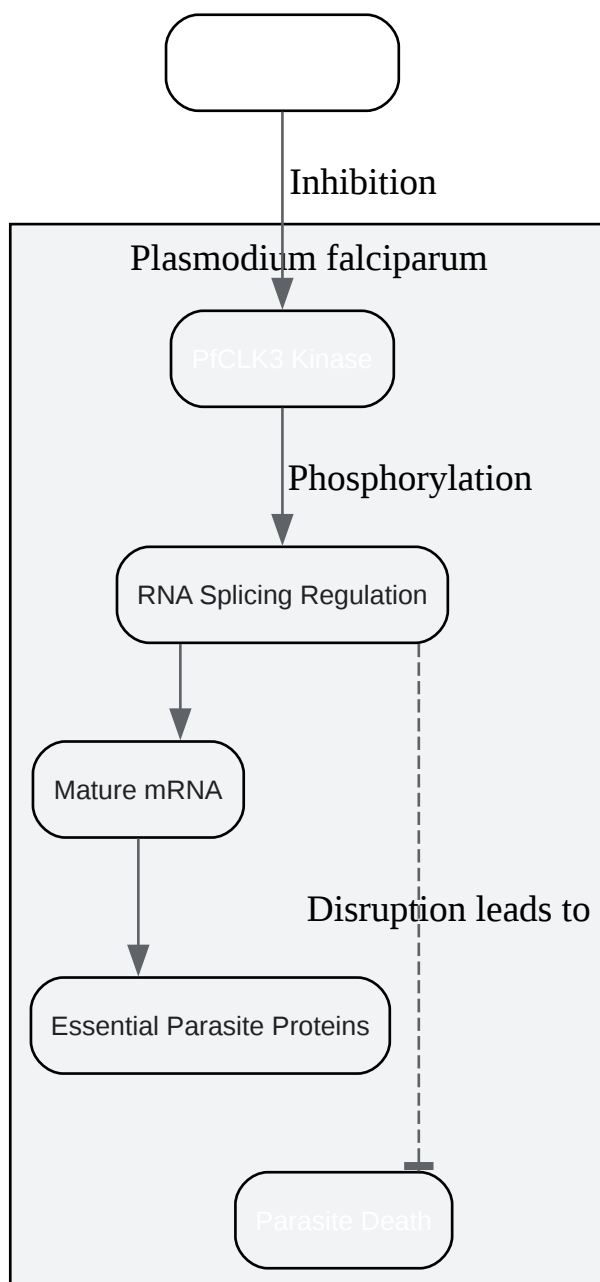 Inhibition
Plasmodium falciparum
PfCLK3 Kinase
Phosphorylation
RNA Splicing Regulation
Mature mRNA
Disruption leads to
Essential Parasite Proteins
Parasite Death